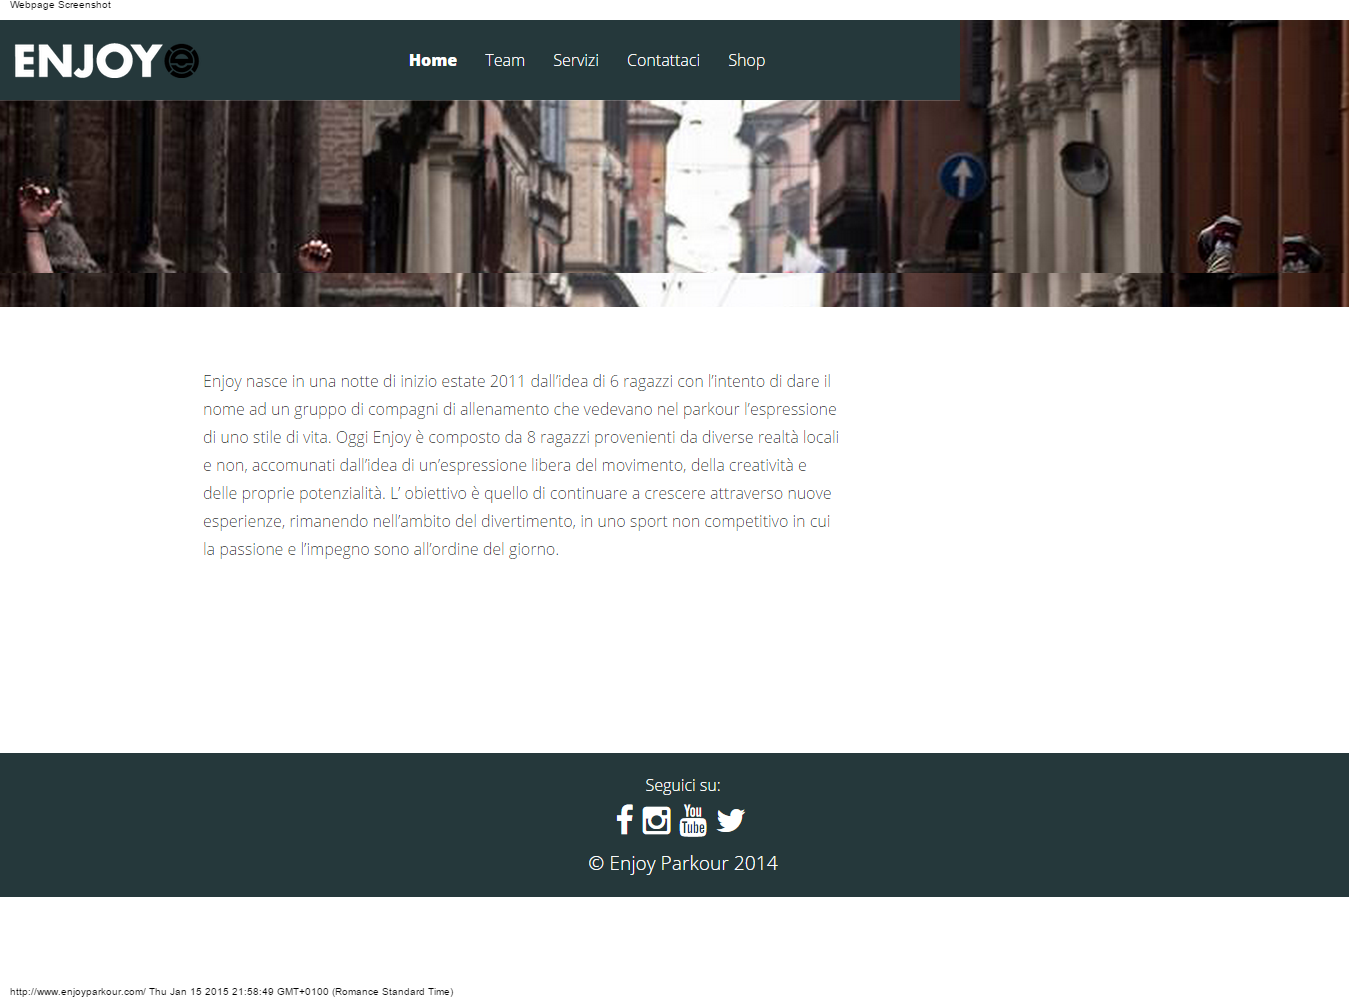 Webpage Screenshot
ENJOY
Home Team Servizi Contattaci Shop
Enjoy nasce in una notte di inizio estate 2011 dall’idea di 6 ragazzi con l’intento di dare il
nome ad un gruppo di compagni di allenamento che vedevano nel parkour l’espressione
di uno stile di vita. Oggi Enjoy è composto da 8 ragazzi provenienti da diverse realtà locali
e non, accomunati dall’idea di un’espressione libera del movimento, della creatività e
delle proprie potenzialità. L’ obiettivo è quello di continuare a crescere attraverso nuove
esperienze, rimanendo nell’ambito del divertimento, in uno sport non competitivo in cui
la passione e l’impegno sono all’ordine del giorno.
Seguici su:
You
Tube
© Enjoy Parkour 2014
http://www.enjoyparkour.com/ Thu Jan 15 2015 21:58:49 GMT+0100 (Romance Standard Time)